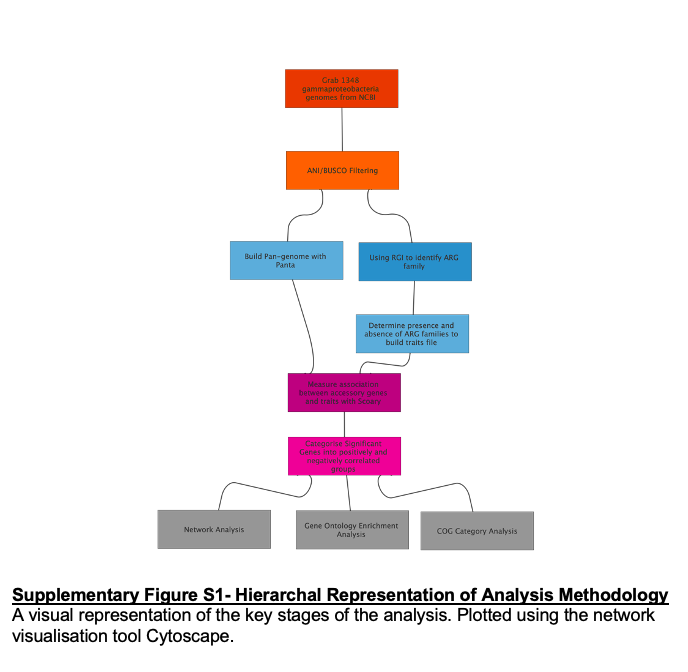 Grab 1348
gammaproteobacteria
genomes from NCBI
ANI/BUSCO Filtering
Build Pan-genome with
Panta
Using RGI to identify ARG
family
Determine presence and
absence of ARG families to
build traits file
Measure association
between accessory genes
and traits with Scoary
Categorise Significant
Genes into positively and
negatively correlated
groups
Network Analysis
Gene Ontology Enrichment
Analysis
COG Category Analysis
Supplementary Figure S1- Hierarchal Representation of Analysis Methodology
A visual representation of the key stages of the analysis. Plotted using the network
visualisation tool Cytoscape.